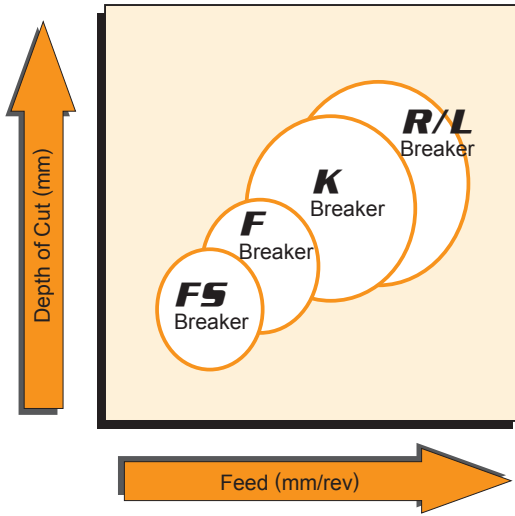 Depth of Cut (mm)
R/L
Breaker
K
Breaker
F
Breaker
FS
Breaker
Feed (mm/rev)